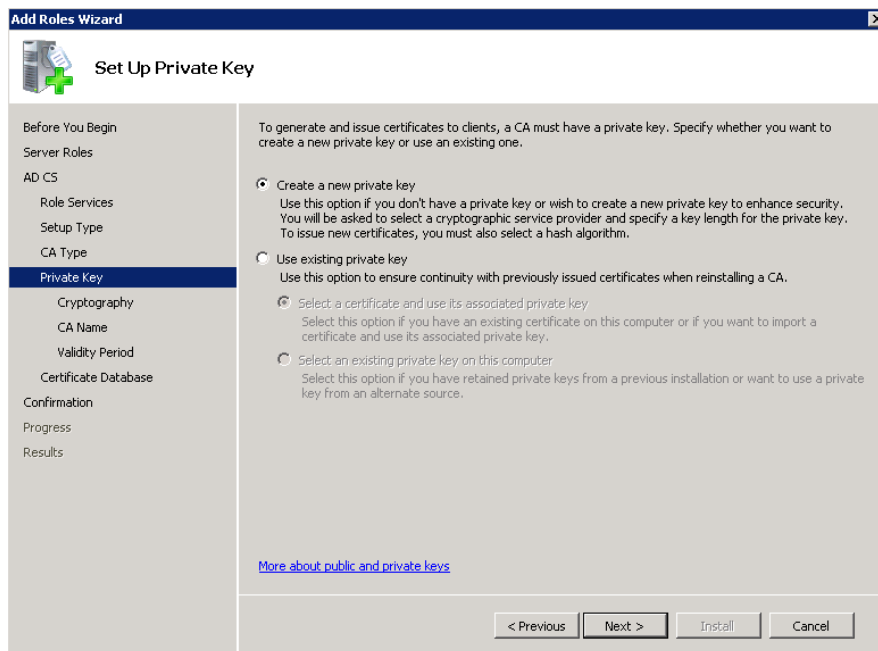 Add Roles Wizard
Set Up Private Key
Before You Begin
Server Roles
AD CS
Role Services
Setup Type
CA Type
Private Key
Cryptography
CA Name
Validity Period
Certificate Database
Confirmation
Progress
Results
To generate and issue certificates to clients, a CA must have a private key. Specify whether you want to
create a new private key or use an existing one.
Create a new private key
Use this option if you don't have a private key or wish to create a new private key to enhance security.
You will be asked to select a cryptographic service provider and specify a key length for the private key.
To issue new certificates, you must also select a hash algorithm.
Use existing private key
Use this option to ensure continuity with previously issued certificates when reinstalling a CA.
Select a certificate and use its associated private key
Select this option if you have an existing certificate on this computer or if you want to import a
certificate and use its associated private key.
Select an existing private key on this computer
Select this option if you have retained private keys from a previous installation or want to use a private
key from an alternate source.
More about public and private keys
< Previous
Next >
Install
Cancel